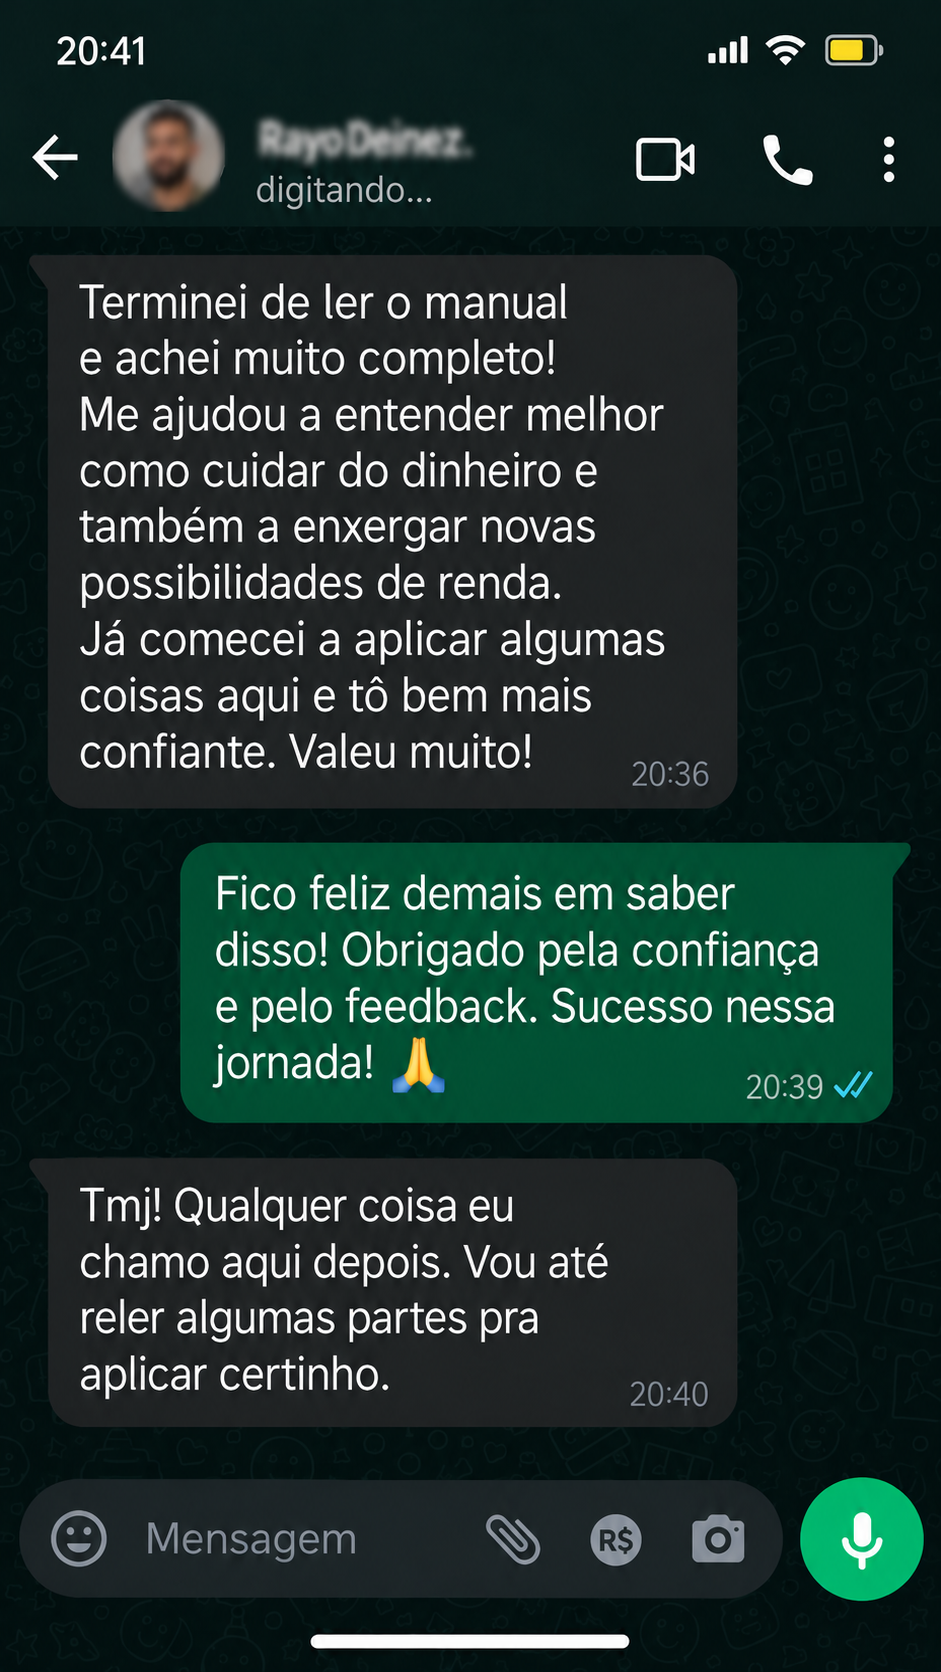 20:41
digitando...
Terminei de ler o manual
e achei muito completo!
Me ajudou a entender melhor
como cuidar do dinheiro e
também a enxergar novas
possibilidades de renda.
Já comecei a aplicar algumas
coisas aqui e tô bem mais
confiante. Valeu muito!
20:36
Fico feliz demais em saber
disso! Obrigado pela confiança
e pelo feedback. Sucesso nessa
jornada! 🙏
20:39
Tmj! Qualquer coisa eu
chamo aqui depois. Vou até
reler algumas partes pra
aplicar certinho.
20:40
Mensagem
R$